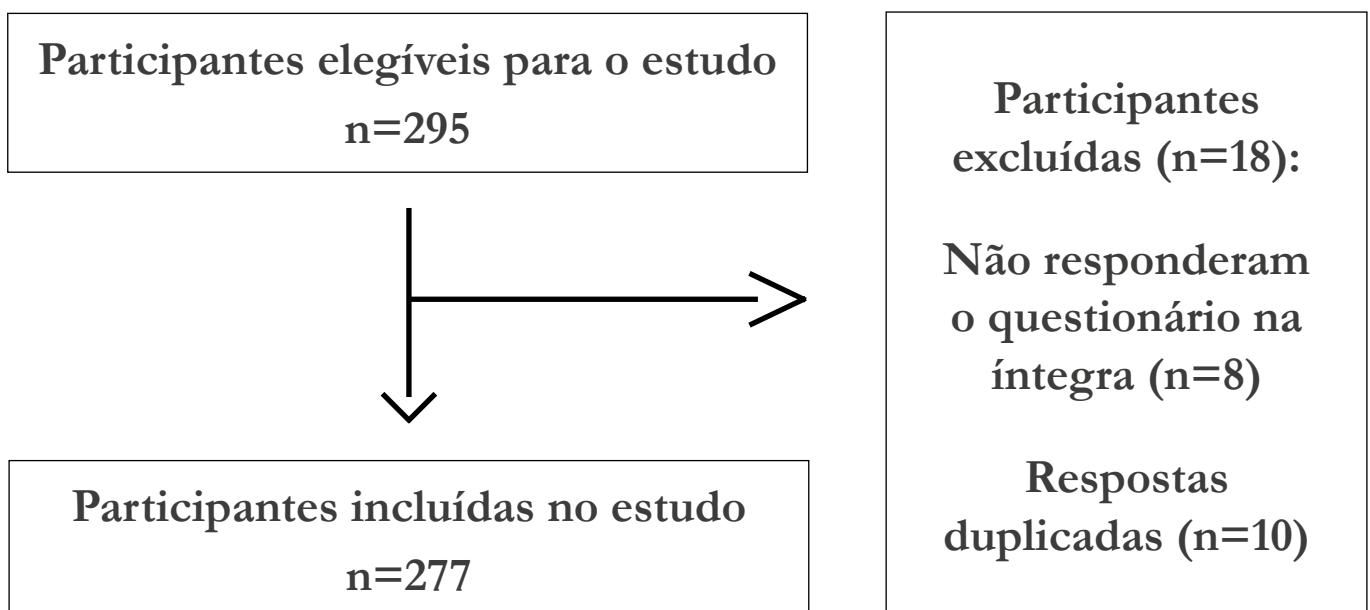 Participantes elegíveis para o estudo
n=295
Participantes
excluídas (n=18):
Não responderam
o questionário na
íntegra (n=8)
Respostas
duplicadas (n=10)
Participantes incluídas no estudo
n=277